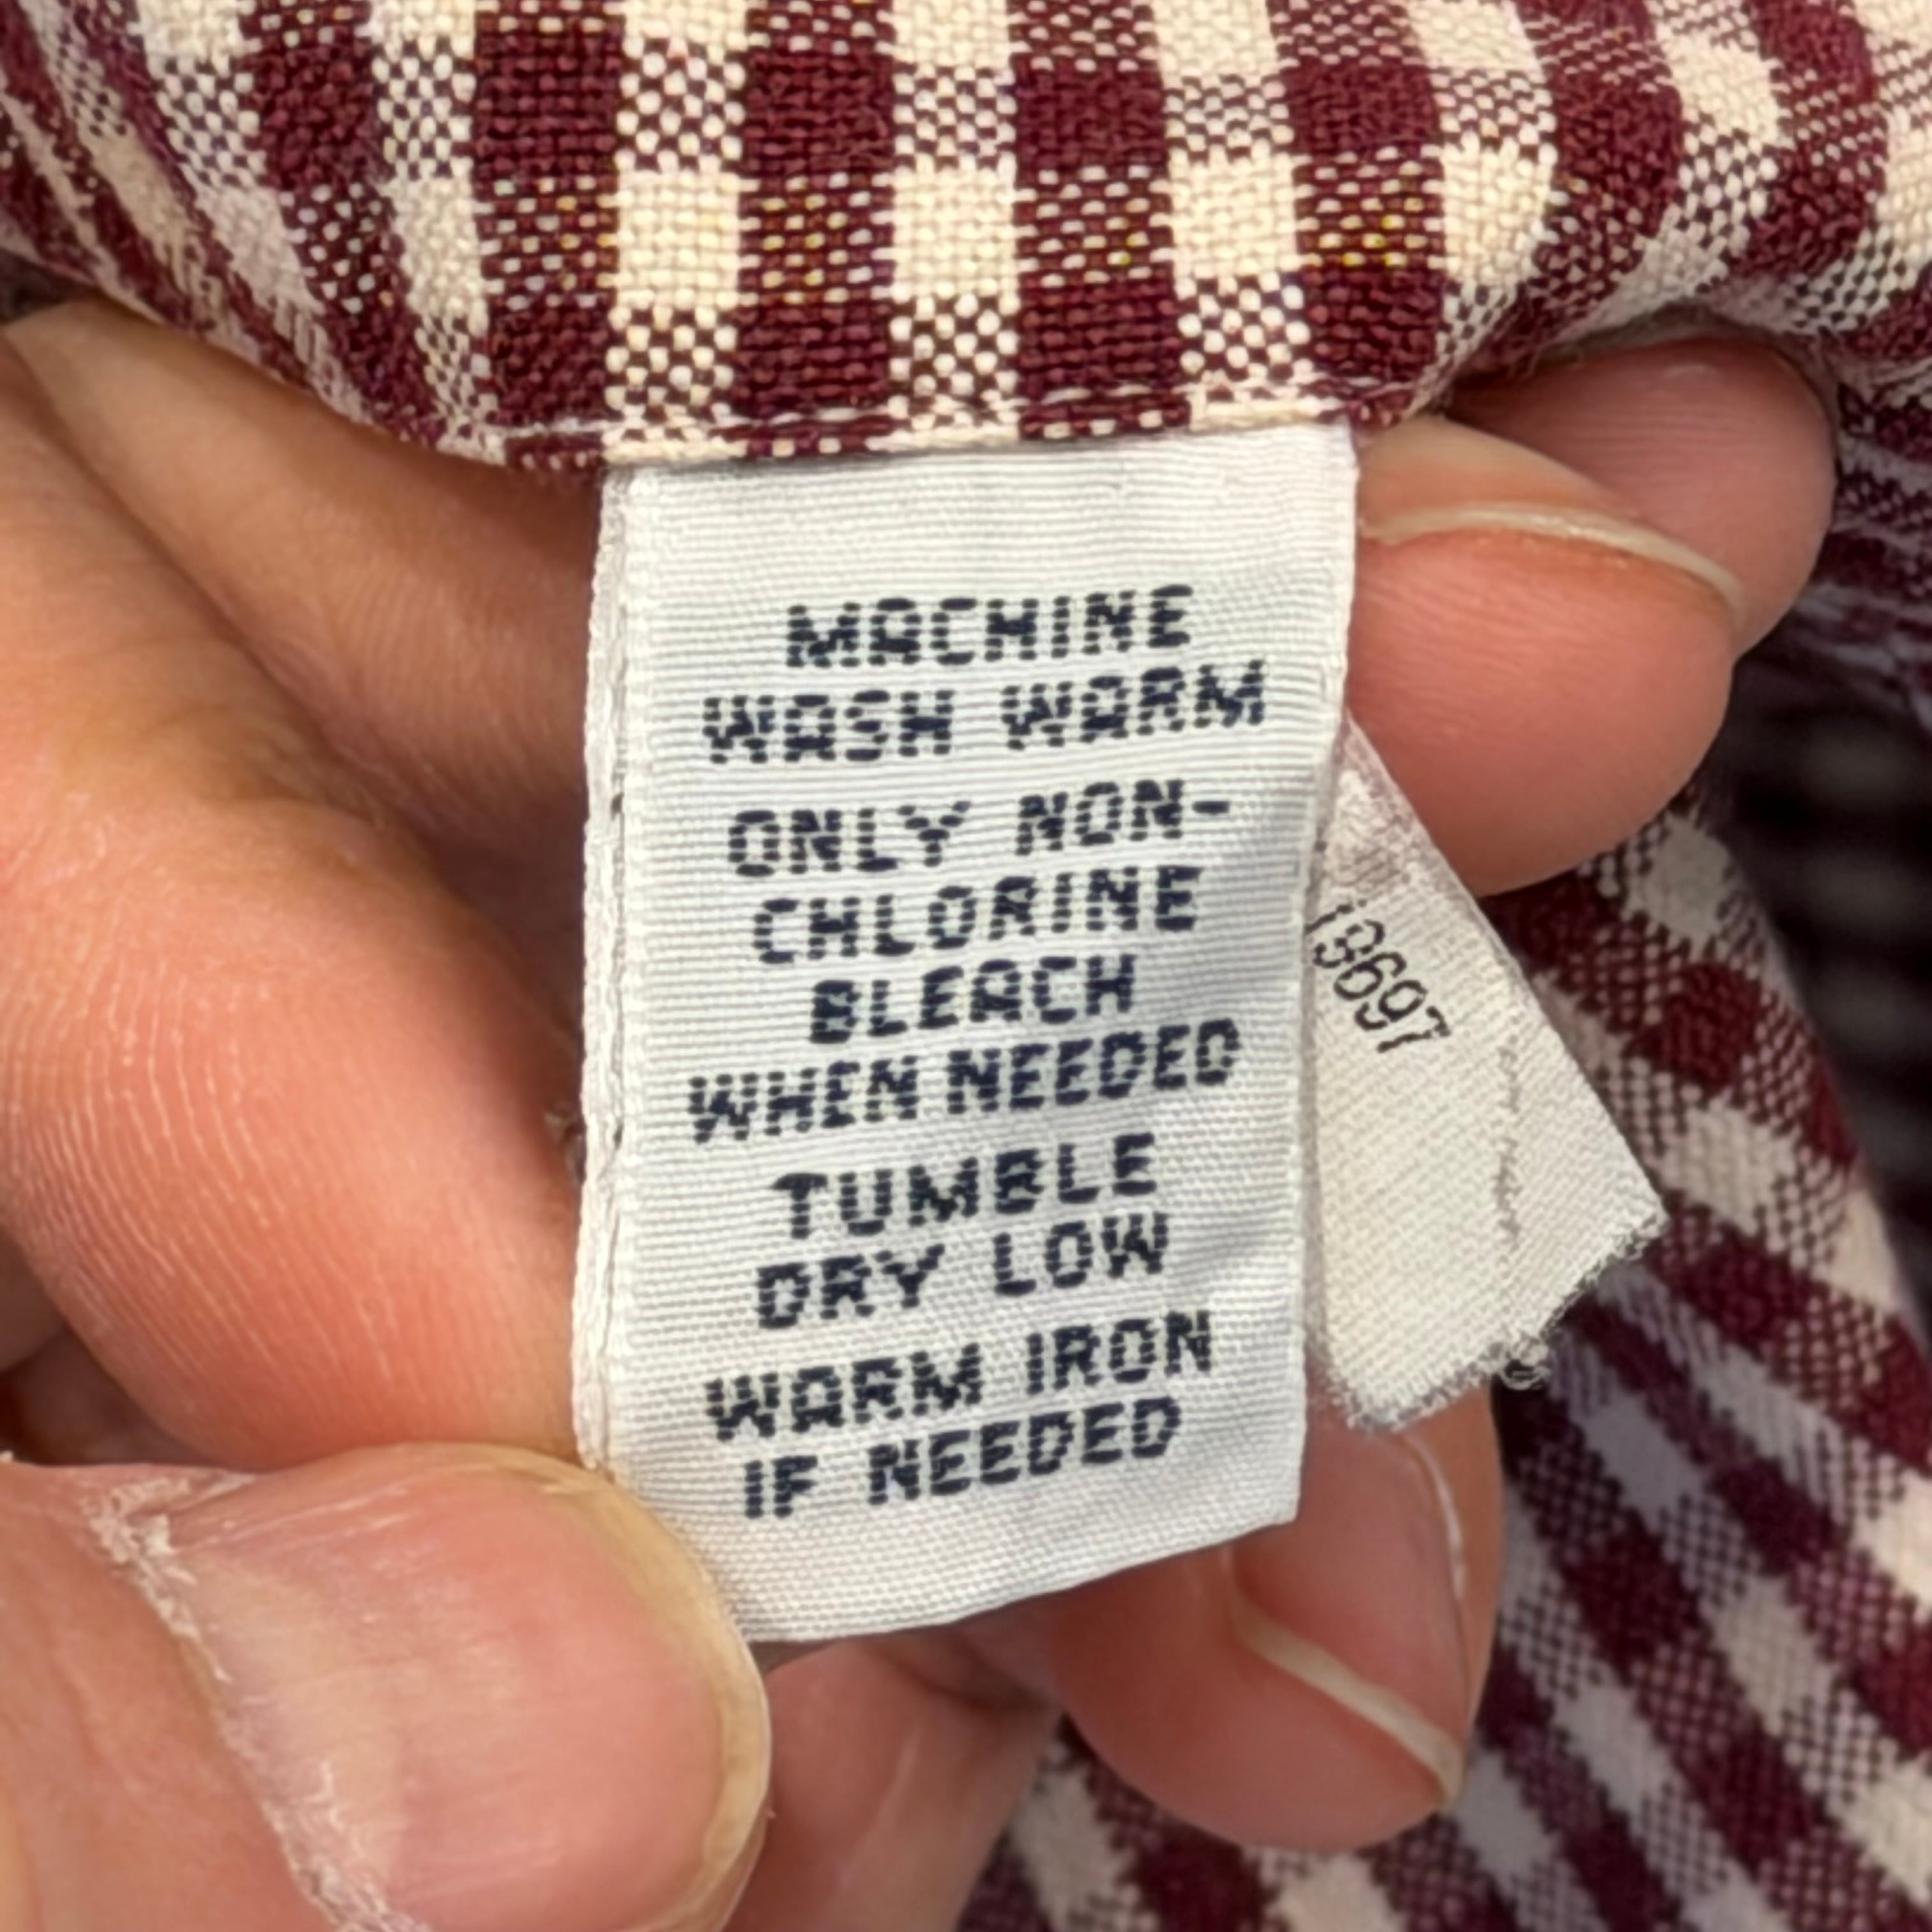 MACHINE
WASH WARM
ONLY NON-
CHLORINE
BLEACH
WHEN NEEDED
TUMBLE
DRY LOW
WARM IRON
IF NEEDED
13697